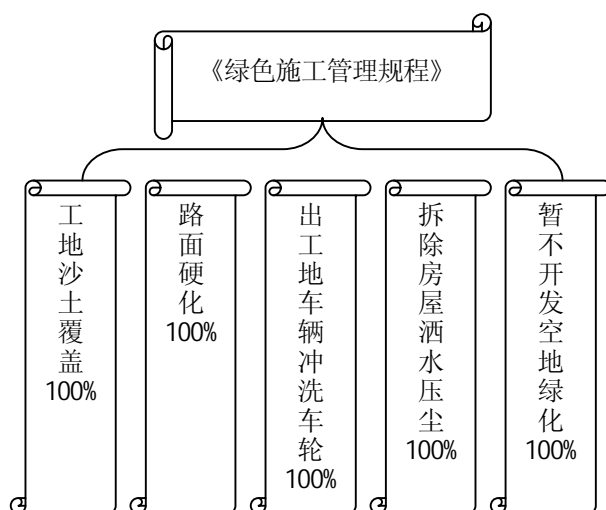 《绿色施工管理规程》
工地沙土覆盖100%
路面硬化100%
出工地车辆冲洗车轮100%
拆除房屋洒水压尘100%
暂不开发空地绿化100%